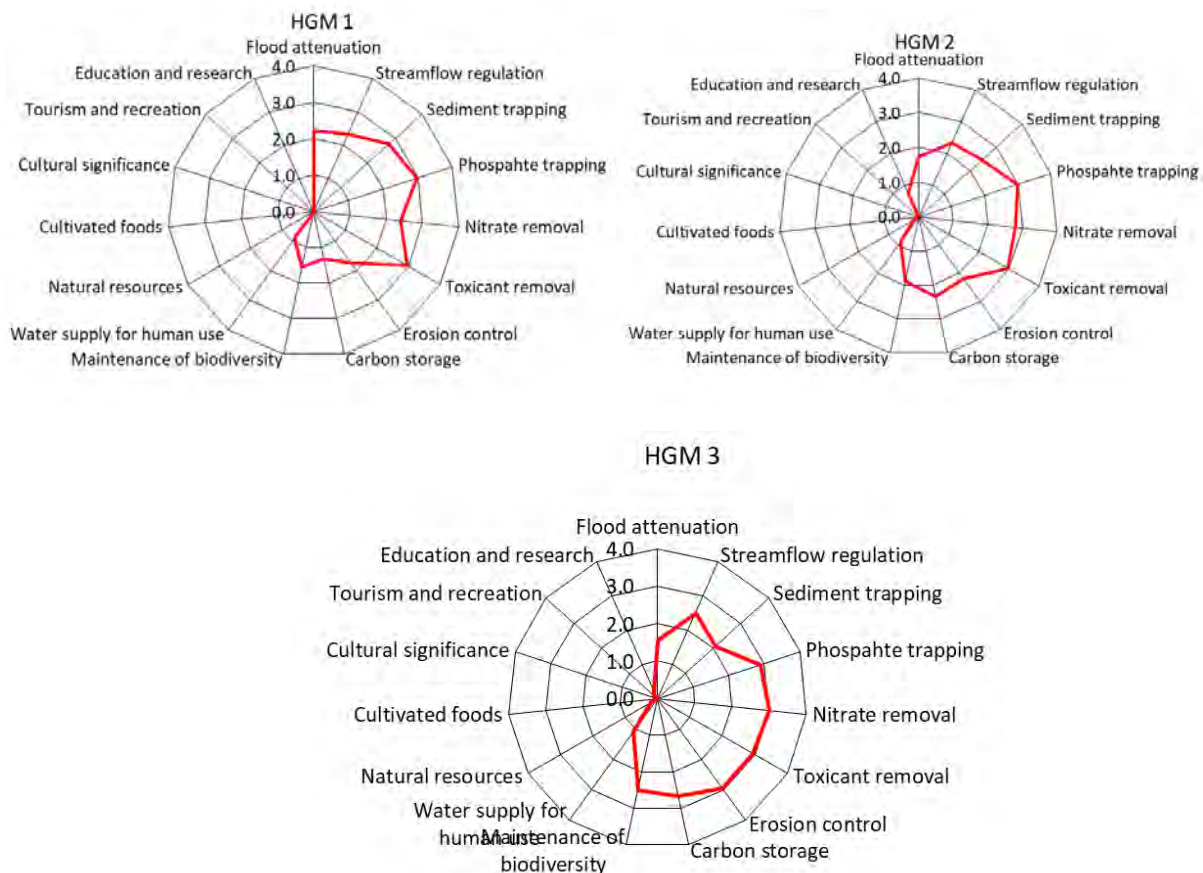 HGM 1
Flood attenuation
4.0
Education and research
Streamflow regulation
3.0
Tourism and recreation
Sediment trapping
2.0
Cultural significance
Phospahte trapping
1.0
0.0
Cultivated foods
Nitrate removal
Natural resources
Toxicant removal
Water supply for human use
Erosion control
Maintenance of biodiversity
Carbon storage
HGM 2
Flood attenuation
4.0
Education and research
Streamflow regulation
3.0
Tourism and recreation
Sediment trapping
2.0
Cultural significance
Phospahte trapping
1.0
0.0
Cultivated foods
Nitrate removal
Natural resources
Toxicant removal
Water supply for human use
Erosion control
Maintenance of biodiversity
Carbon storage
HGM 3
Flood attenuation
4.0
Education and research
Streamflow regulation
3.0
Tourism and recreation
Sediment trapping
2.0
Cultural significance
Phospahte trapping
1.0
0.0
Cultivated foods
Nitrate removal
Natural resources
Toxicant removal
Water supply for
human use
Erosion control
Maintenance of
biodiversity
Carbon storage